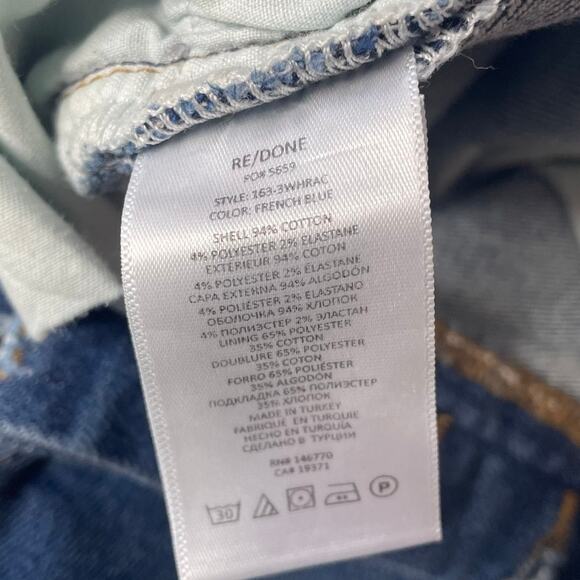 RE/DONE
PO# 5659
STYLE: 163-3WHRAC
COLOR: FRENCH BLUE
SHELL 94% COTTON
4% POLYESTER 2% ELASTANE
EXTÉRIEUR 94% COTON
4% POLYESTER 2% ELASTANE
CAPA EXTERNA 94% ALGODÓN
4% POLIÉSTER 2% ELASTANO
ОБОЛОЧКА 94% ХЛОПОК
4% ПОЛИЭСТЕР 2% ЭЛАСТАН
LINING 65% POLYESTER
35% COTTON
DOUBLURE 65% POLYESTER
35% COTON
FORRO 65% POLIÉSTER
35% ALGODÓN
ПОДКЛАДКА 65% ПОЛИЭСТЕР
35% ХЛОПОК
MADE IN TURKEY
FABRIQUÉ EN TURQUIE
HECHO EN TURQUÍA
СДЕЛАНО В ТУРЦИИ
RN# 146770
CA# 19371
30 P